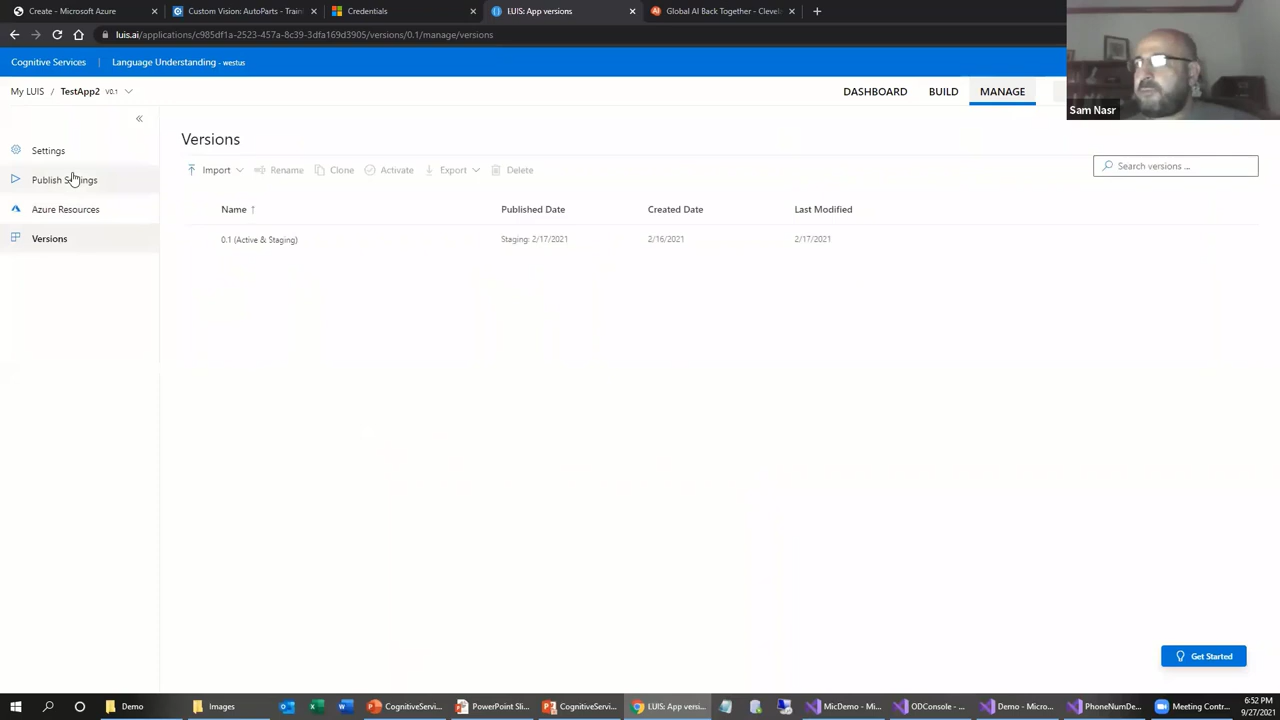 Create - Microsoft Azure
Custom Vision: AutoParts - Train
Credentials
LUIS: App versions
Global AI Back Together - Clevela
luis.ai/applications/c985df1a-2523-457a-8c39-3dfa169d3905/versions/0.1/manage/versions
Cognitive Services | Language Understanding - westus
My LUIS / TestApp2 V0.1
DASHBOARD BUILD MANAGE
Sam Nasr
Settings
Publish Settings
Azure Resources
Versions
Versions
Import Rename Clone Activate Export Delete
Search versions ...
Name ↑ Published Date Created Date Last Modified
0.1 (Active & Staging) Staging: 2/17/2021 2/16/2021 2/17/2021
Get Started
Demo
Images
CognitiveServi...
PowerPoint Sli...
CognitiveServi...
LUIS: App versi...
MicDemo - Mi...
ODConsole - ...
Demo - Micro...
PhoneNumDe...
Meeting Contr...
6:52 PM
9/27/2021